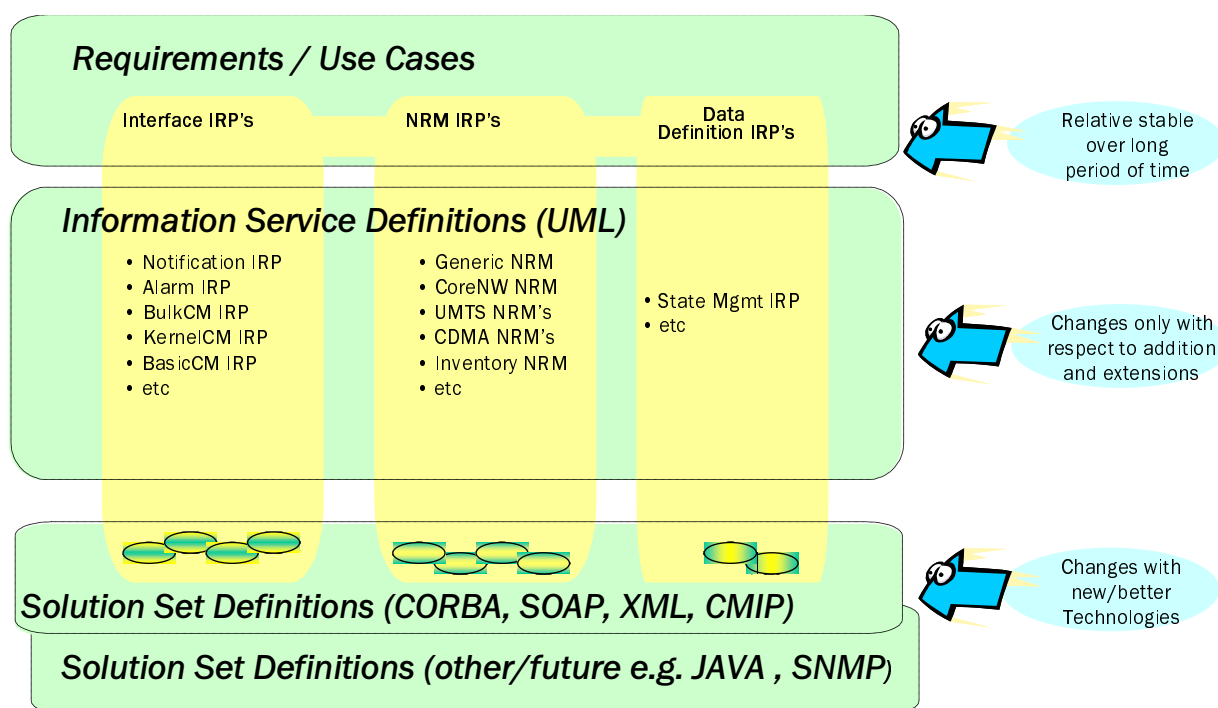 Requirements / Use Cases
Interface IRP's
NRM IRP's
Data
Definition IRP's
Relative stable
over long
period of time
Information Service Definitions (UML)
• Notification IRP
• Alarm IRP
• BulkCM IRP
• KernelCM IRP
• BasicCM IRP
• etc
• Generic NRM
• CoreNW NRM
• UMTS NRM's
• CDMA NRM's
• Inventory NRM
• etc
• State Mgmt IRP
• etc
Changes only with
respect to addition
and extensions
Solution Set Definitions (CORBA, SOAP, XML, CMIP)
Changes with
new/better
Technologies
Solution Set Definitions (other/future e.g. JAVA , SNMP)